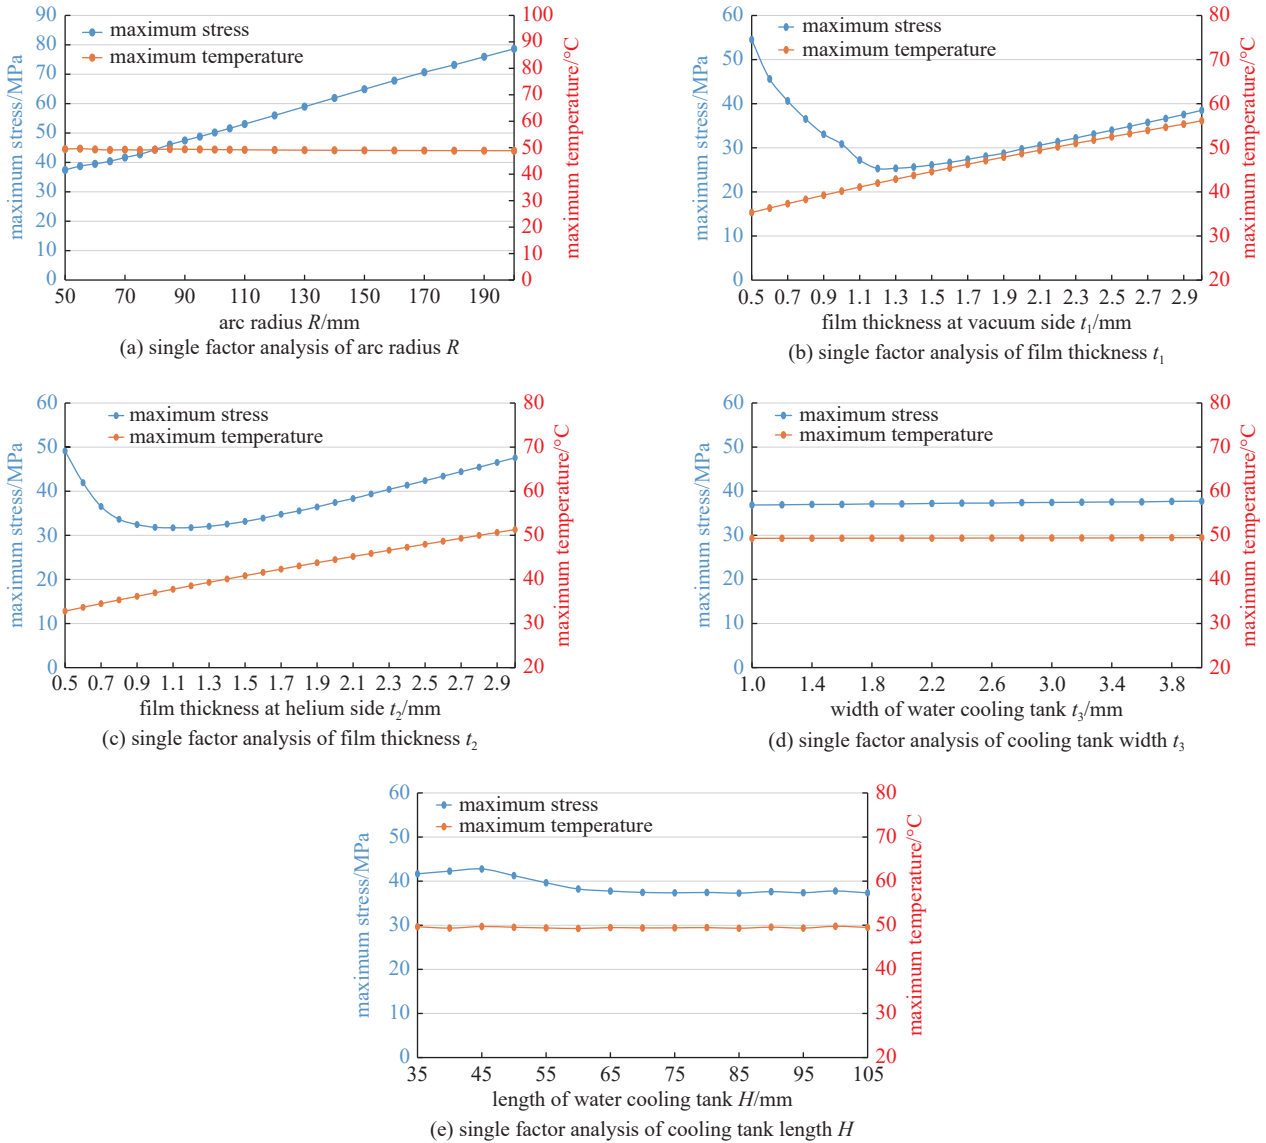 maximum stress
maximum temperature
maximum stress/MPa
90
80
70
60
50
40
30
20
10
0
100
90
80
70
60
50
40
30
20
10
0
maximum temperature/°C
50 70 90 110 130 150 170 190
arc radius R/mm
(a) single factor analysis of arc radius R
maximum stress
maximum temperature
maximum stress/MPa
60
50
40
30
20
10
0
80
70
60
50
40
30
20
maximum temperature/°C
0.5 0.7 0.9 1.1 1.3 1.5 1.7 1.9 2.1 2.3 2.5 2.7 2.9
film thickness at vacuum side t1/mm
(b) single factor analysis of film thickness t1
maximum stress
maximum temperature
maximum stress/MPa
60
50
40
30
20
10
0
80
70
60
50
40
30
20
maximum temperature/°C
0.5 0.7 0.9 1.1 1.3 1.5 1.7 1.9 2.1 2.3 2.5 2.7 2.9
film thickness at helium side t2/mm
(c) single factor analysis of film thickness t2
maximum stress
maximum temperature
maximum stress/MPa
60
50
40
30
20
10
0
80
70
60
50
40
30
20
maximum temperature/°C
1.0 1.4 1.8 2.2 2.6 3.0 3.4 3.8
width of water cooling tank t3/mm
(d) single factor analysis of cooling tank width t3
maximum stress
maximum temperature
maximum stress/MPa
60
50
40
30
20
10
0
80
70
60
50
40
30
20
maximum temperature/°C
35 45 55 65 75 85 95 105
length of water cooling tank H/mm
(e) single factor analysis of cooling tank length H